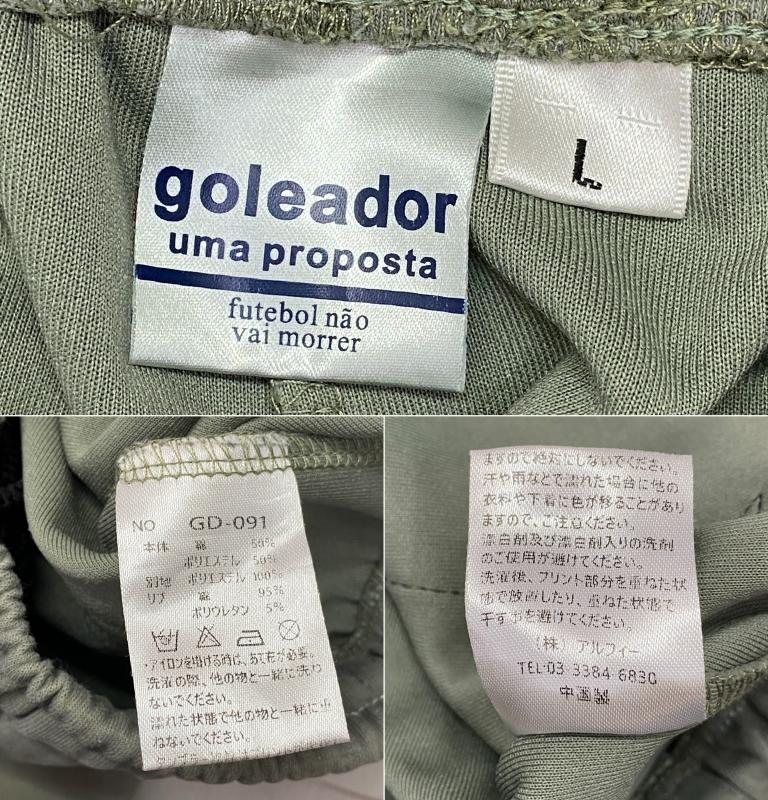 goleador
uma proposta
futebol não
vai morrer
L
NO GD-091
本体 綿 50%
ポリエステル 50%
別地 ポリエステル 100%
リブ 綿 95%
ポリウレタン 5%
・アイロンを掛ける時は、あて布が必要。
洗濯の際、他の物と一緒に洗わ
ないでください。
濡れた状態で他の物と一緒に重
ねないでください。
ますので絶対にしないでください。
汗や雨などで濡れた場合に他の
衣料や下着に色が移ることがあり
ますので、ご注意ください。
漂白剤及び漂白剤入りの洗剤
のご使用が避けてください。
洗濯後、プリント部分を重ねた状
態で放置したり、重ねた状態で
干す事を避けてください。
(株) アルフィー
TEL·03 3384 6830
中国製